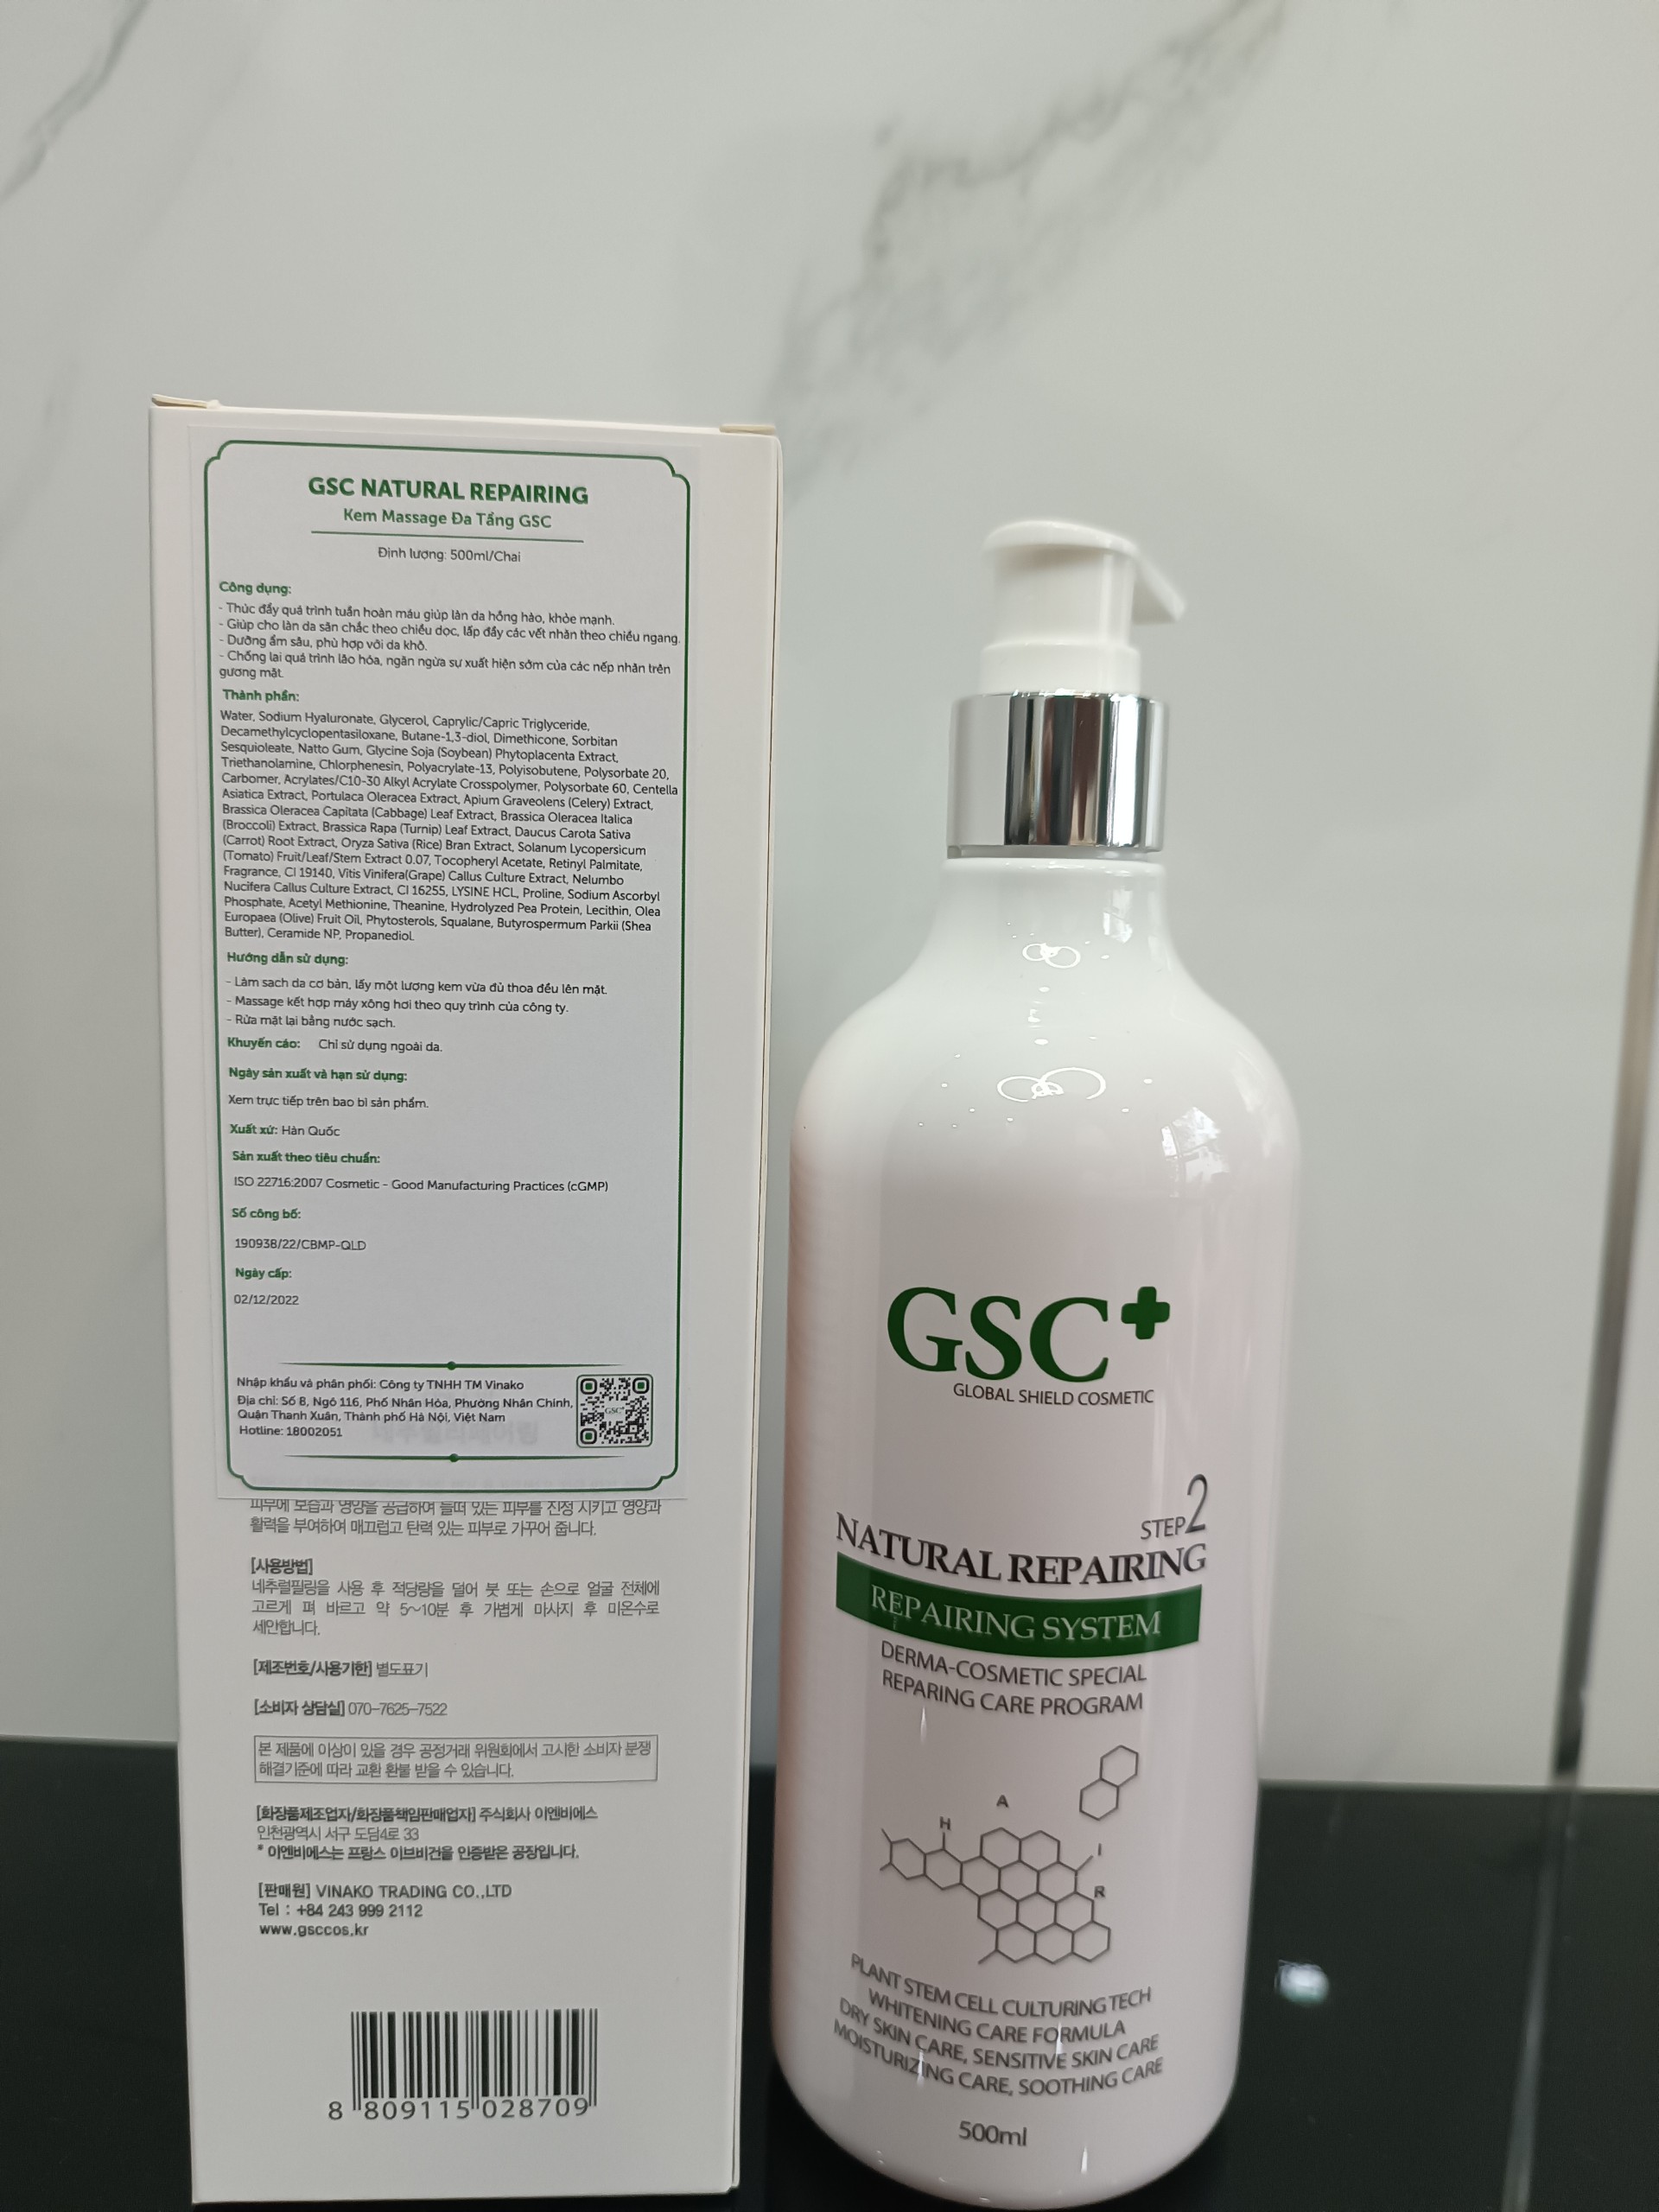 GSC NATURAL REPAIRING
Kem Massage Đa Tầng GSC
Định lượng: 500ml/Chai
Công dụng:
- Thúc đẩy quá trình tuần hoàn máu giúp làn da hồng hào, khỏe mạnh.
- Giúp cho làn da săn chắc theo chiều dọc, lấp đầy các vết nhăn theo chiều ngang.
- Dưỡng ẩm sâu, phù hợp với da khô.
- Chống lại quá trình lão hóa, ngăn ngừa sự xuất hiện sớm của các nếp nhăn trên
gương mặt.
Thành phần:
Water, Sodium Hyaluronate, Glycerol, Caprylic/Capric Triglyceride,
Decamethylcyclopentasiloxane, Butane-1,3-diol, Dimethicone, Sorbitan
Sesquioleate, Natto Gum, Glycine Soja (Soybean) Phytoplacenta Extract,
Triethanolamine, Chlorphenesin, Polyacrylate-13, Polyisobutene, Polysorbate 20,
Carbomer, Acrylates/C10-30 Alkyl Acrylate Crosspolymer, Polysorbate 60, Centella
Asiatica Extract, Portulaca Oleracea Extract, Apium Graveolens (Celery) Extract,
Brassica Oleracea Capitata (Cabbage) Leaf Extract, Brassica Oleracea Italica
(Broccoli) Extract, Brassica Rapa (Turnip) Leaf Extract, Daucus Carota Sativa
(Carrot) Root Extract, Oryza Sativa (Rice) Bran Extract, Solanum Lycopersicum
(Tomato) Fruit/Leaf/Stem Extract 0.07, Tocopheryl Acetate, Retinyl Palmitate,
Fragrance, CI 19140, Vitis Vinifera(Grape) Callus Culture Extract, Nelumbo
Nucifera Callus Culture Extract, CI 16255, LYSINE HCL, Proline, Sodium Ascorbyl
Phosphate, Acetyl Methionine, Theanine, Hydrolyzed Pea Protein, Lecithin, Olea
Europaea (Olive) Fruit Oil, Phytosterols, Squalane, Butyrospermum Parkii (Shea
Butter), Ceramide NP, Propanediol.
Hướng dẫn sử dụng:
- Làm sạch da cơ bản, lấy một lượng kem vừa đủ thoa đều lên mặt.
- Massage kết hợp máy xông hơi theo quy trình của công ty.
- Rửa mặt lại bằng nước sạch.
Khuyến cáo: Chỉ sử dụng ngoài da.
Ngày sản xuất và hạn sử dụng:
Xem trực tiếp trên bao bì sản phẩm.
Xuất xứ: Hàn Quốc
Sản xuất theo tiêu chuẩn:
ISO 22716:2007 Cosmetic - Good Manufacturing Practices (cGMP)
Số công bố:
190938/22/CBMP-QLD
Ngày cấp:
02/12/2022
Nhập khẩu và phân phối: Công ty TNHH TM Vinako
Địa chỉ: Số 8, Ngõ 116, Phố Nhân Hòa, Phường Nhân Chính,
Quận Thanh Xuân, Thành phố Hà Nội, Việt Nam
Hotline: 18002051
GSC+
피부에 보습과 영양을 공급하여 들떠 있는 피부를 진정 시키고 영양과
활력을 부여하여 매끄럽고 탄력 있는 피부로 가꾸어 줍니다.
[사용방법]
네추럴필링을 사용 후 적당량을 덜어 붓 또는 손으로 얼굴 전체에
고르게 펴 바르고 약 5~10분 후 가볍게 마사지 후 미온수로
세안합니다.
[제조번호/사용기한] 별도표기
[소비자 상담실] 070-7625-7522
본 제품에 이상이 있을 경우 공정거래 위원회에서 고시한 소비자 분쟁
해결기준에 따라 교환 환불 받을 수 있습니다.
[화장품제조업자/화장품책임판매업자] 주식회사 이엔비에스
인천광역시 서구 도담4로 33
* 이엔비에스는 프랑스 이브비건을 인증받은 공장입니다.
[판매원] VINAKO TRADING CO.,LTD
Tel : +84 243 999 2112
www.gsccos.kr
8 809115 028709
GSC+
GLOBAL SHIELD COSMETIC
STEP 2
NATURAL REPAIRING
REPAIRING SYSTEM
DERMA-COSMETIC SPECIAL
REPARING CARE PROGRAM
A
H
I
R
PLANT STEM CELL CULTURING TECH
WHITENING CARE FORMULA
DRY SKIN CARE, SENSITIVE SKIN CARE
MOISTURIZING CARE, SOOTHING CARE
500ml